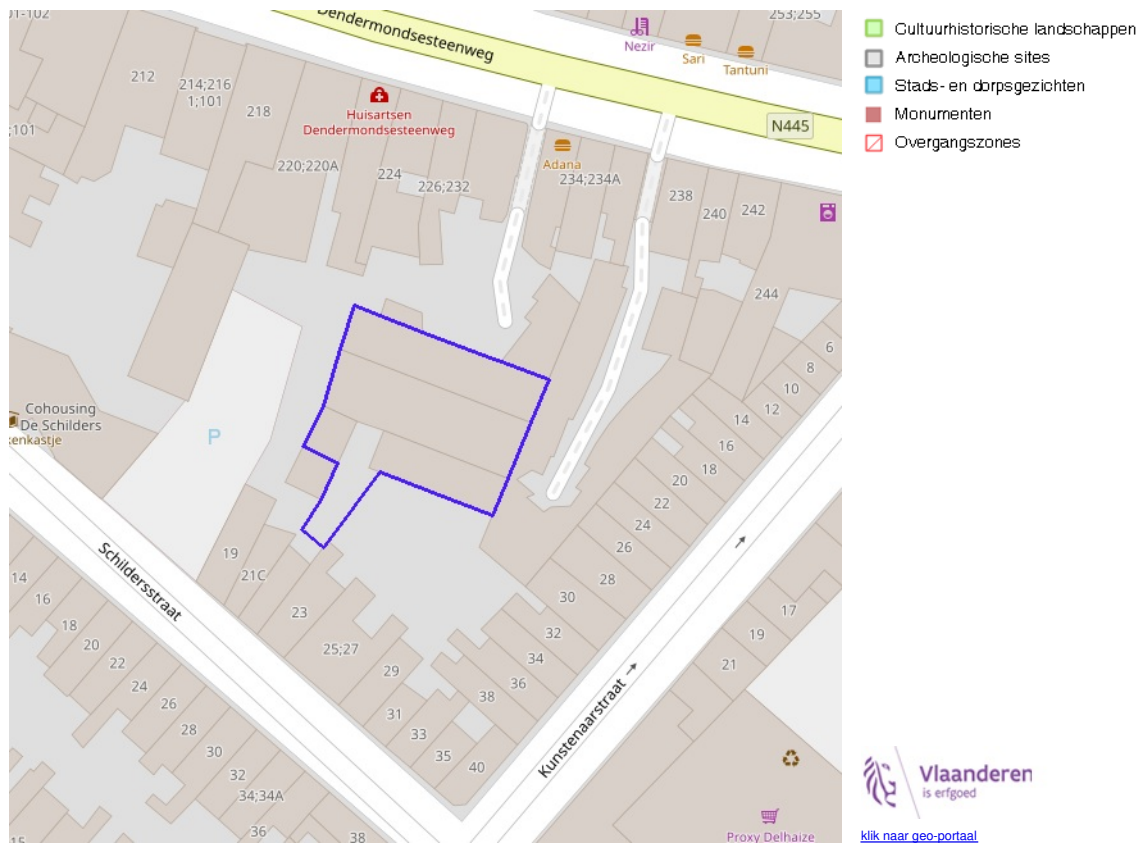 01-102
Dendermondsesteenweg
253;255
Nezir
Sari
Tantuni
212
214;216
1;101
218
Huisartsen
Dendermondsesteenweg
N445
;101
Adana
220;220A
224
226;232
234;234A
238
240
242
244
6
8
10
12
14
16
18
20
22
24
26
28
30
32
34
36
38
40
Cohousing
De Schilders
kenkastje
P
Schildersstraat
19
21C
23
25;27
29
31
33
35
14
16
18
20
22
24
26
28
30
32
34;34A
36
38
15
17
19
21
Kunstenaarstraat
Proxy Delhaize
Cultuurhistorische landschappen
Archeologische sites
Stads- en dorpsgezichten
Monumenten
Overgangszones
Vlaanderen
is erfgoed
klik naar geo-portaal